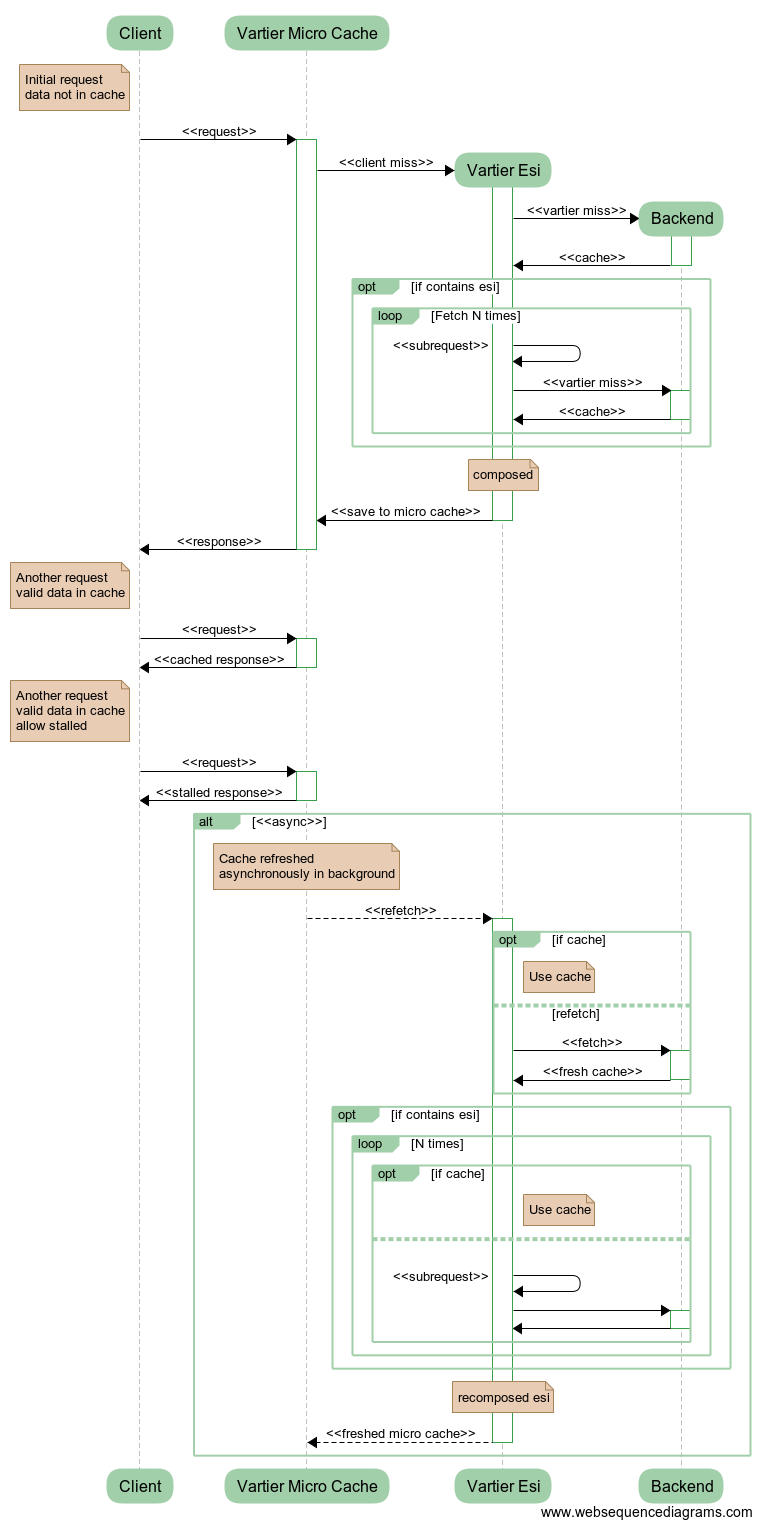 Client
Vartier Micro Cache
Initial request
data not in cache
<<request>>
<<client miss>>
Vartier Esi
<<vartier miss>>
Backend
<<cache>>
opt
[if contains esi]
loop
[Fetch N times]
<<subrequest>>
<<vartier miss>>
<<cache>>
composed
<<save to micro cache>>
<<response>>
Another request
valid data in cache
<<request>>
<<cached response>>
Another request
valid data in cache
allow stalled
<<request>>
<<stalled response>>
alt
[<<async>>]
Cache refreshed
asynchronously in background
<<refetch>>
opt
[if cache]
Use cache
[refetch]
<<fetch>>
<<fresh cache>>
opt
[if contains esi]
loop
[N times]
opt
[if cache]
Use cache
<<subrequest>>
recomposed esi
<<freshed micro cache>>
Client
Vartier Micro Cache
Vartier Esi
Backend
www.websequencediagrams.com